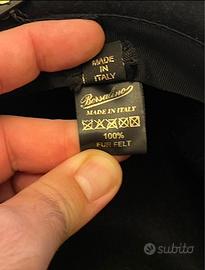 MADE IN
ITALY
Borsalino
MADE IN ITALY
100%
FUR FELT
subito